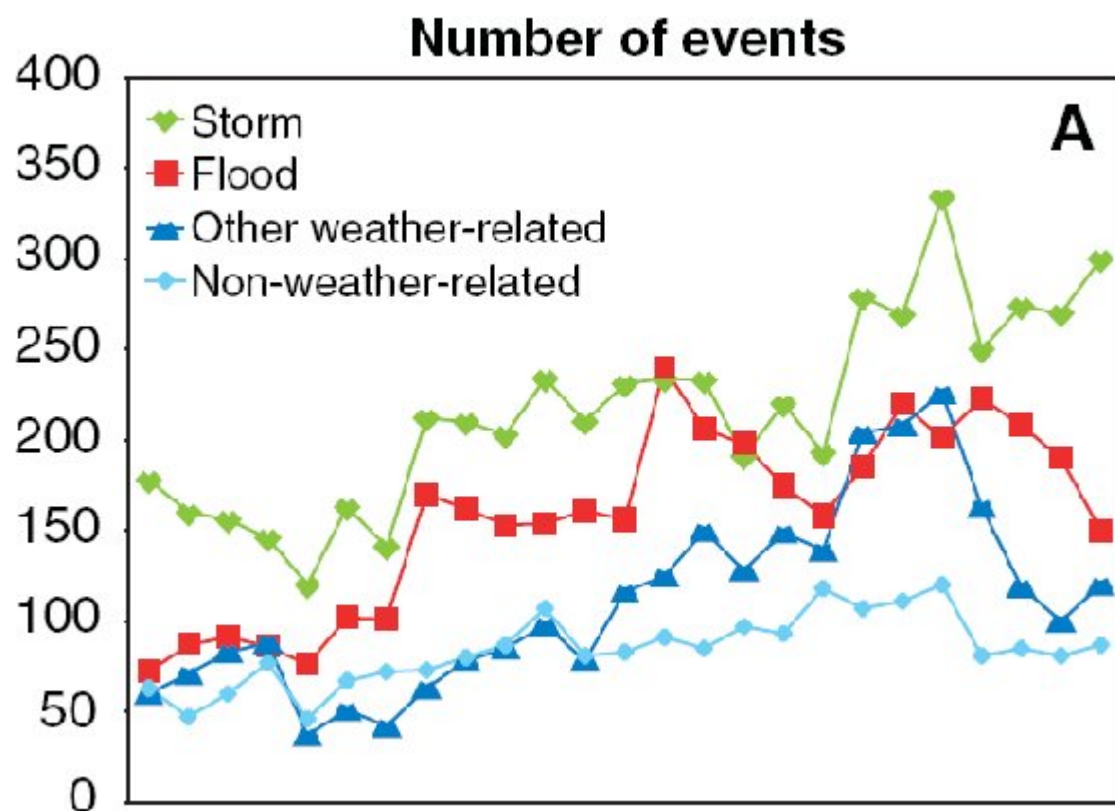 Number of events
400
A
Storm
350
Flood
Other weather-related
300
Non-weather-related
250
200
150
100
50
0